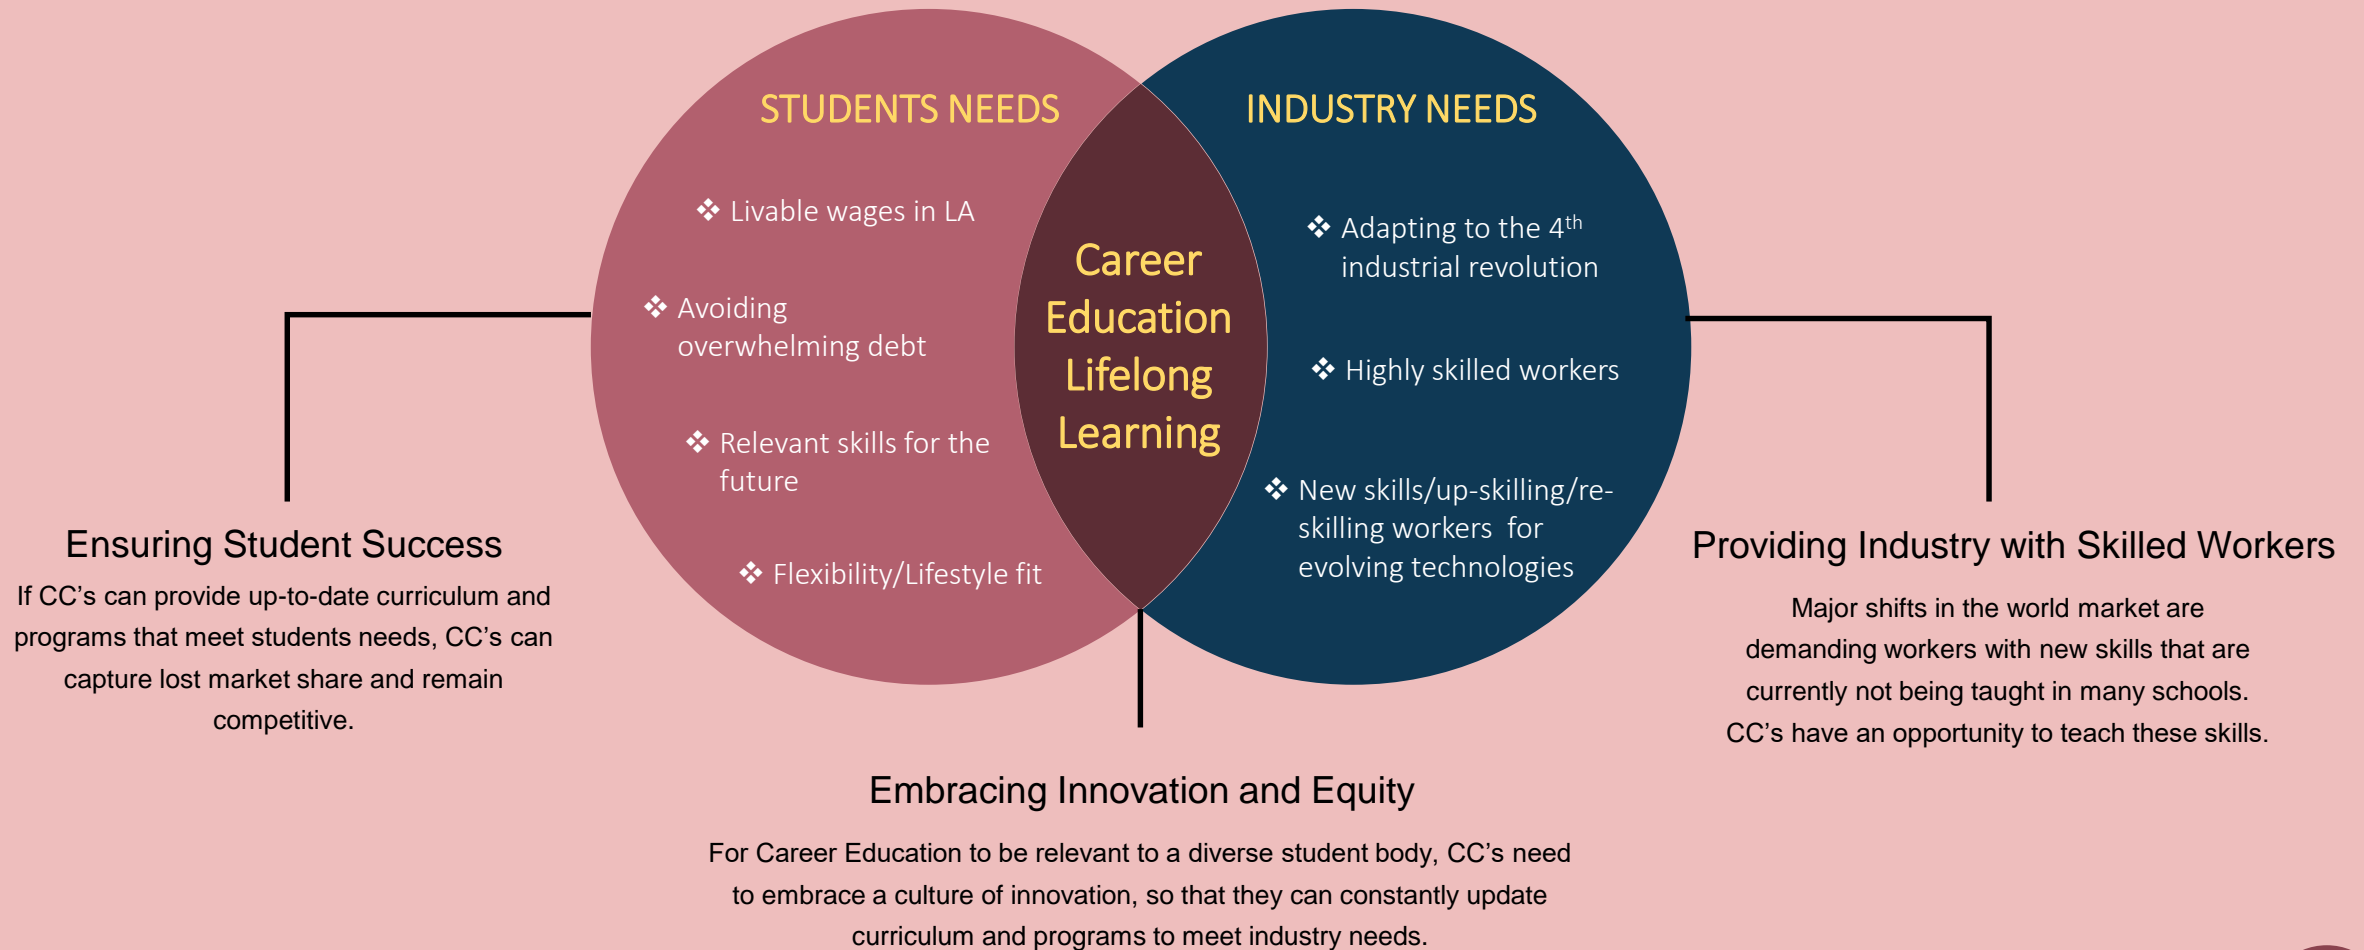 STUDENTS NEEDS
❖ Livable wages in LA
❖ Avoiding
overwhelming debt
❖ Relevant skills for the
future
❖ Flexibility/Lifestyle fit
Career
Education
Lifelong
Learning
INDUSTRY NEEDS
❖ Adapting to the 4th
industrial revolution
❖ Highly skilled workers
❖ New skills/up-skilling/re-
skilling workers for
evolving technologies
Ensuring Student Success
If CC’s can provide up-to-date curriculum and
programs that meet students needs, CC’s can
capture lost market share and remain
competitive.
Embracing Innovation and Equity
For Career Education to be relevant to a diverse student body, CC’s need
to embrace a culture of innovation, so that they can constantly update
curriculum and programs to meet industry needs.
Providing Industry with Skilled Workers
Major shifts in the world market are
demanding workers with new skills that are
currently not being taught in many schools.
CC’s have an opportunity to teach these skills.